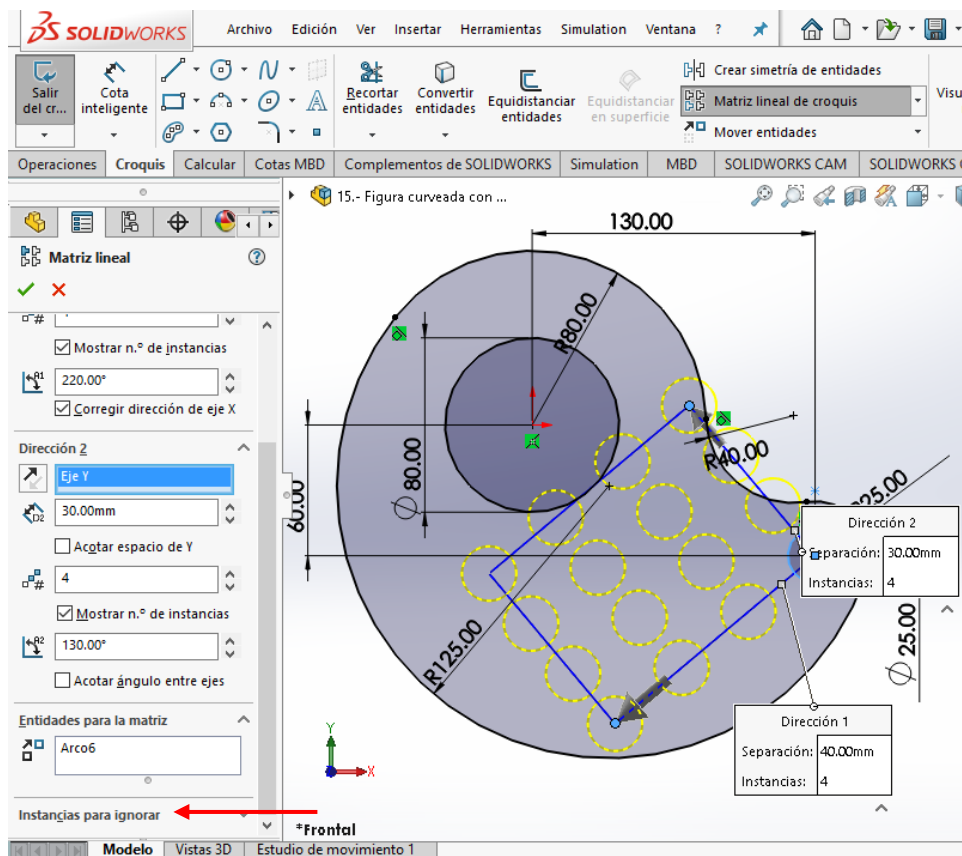 SOLIDWORKS
Archivo Edición Ver Insertar Herramientas Simulation Ventana ?
Salir del cr...
Cota inteligente
Recortar entidades
Convertir entidades
Equidistanciar entidades
Equidistanciar en superficie
Crear simetría de entidades
Matriz lineal de croquis
Mover entidades
Visu
Operaciones Croquis Calcular Cotas MBD Complementos de SOLIDWORKS Simulation MBD SOLIDWORKS CAM SOLIDWORKS
15.- Figura curveada con ...
Matriz lineal
Mostrar n.º de instancias
220.00°
Corregir dirección de eje X
Dirección 2
Eje Y
30.00mm
Acotar espacio de Y
4
Mostrar n.º de instancias
130.00°
Acotar ángulo entre ejes
Entidades para la matriz
Arco6
Instancias para ignorar
130.00
R80.00
80.00
60.00
R40.00
R25.00
R125.00
25.00
Dirección 2
Separación: 30.00mm
Instancias: 4
Dirección 1
Separación: 40.00mm
Instancias: 4
Y
X
*Frontal
Modelo Vistas 3D Estudio de movimiento 1